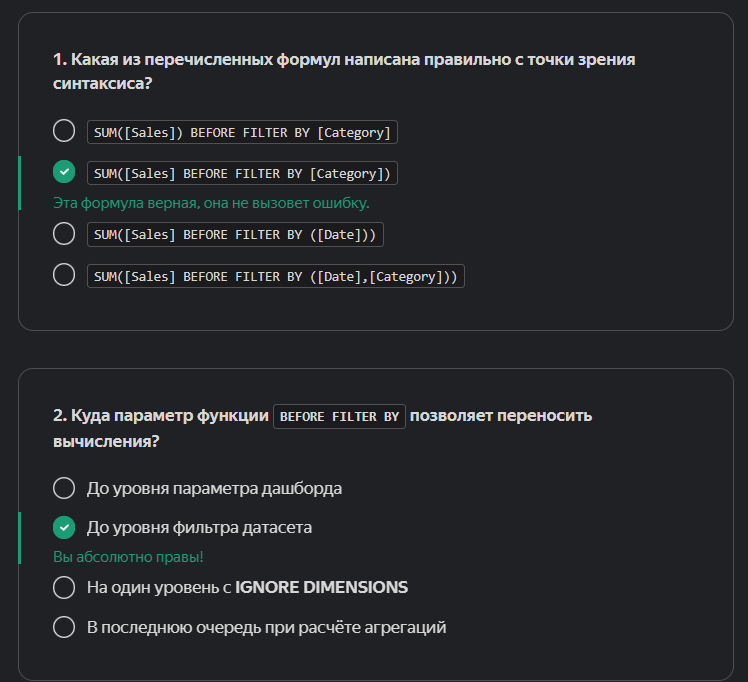 1. Какая из перечисленных формул написана правильно с точки зрения
синтаксиса?
SUM([Sales]) BEFORE FILTER BY [Category]
SUM([Sales] BEFORE FILTER BY [Category])
Эта формула верная, она не вызовет ошибку.
SUM([Sales] BEFORE FILTER BY ([Date]))
SUM([Sales] BEFORE FILTER BY ([Date],[Category]))
2. Куда параметр функции BEFORE FILTER BY позволяет переносить
вычисления?
До уровня параметра дашборда
До уровня фильтра датасета
Вы абсолютно правы!
На один уровень с IGNORE DIMENSIONS
В последнюю очередь при расчёте агрегаций